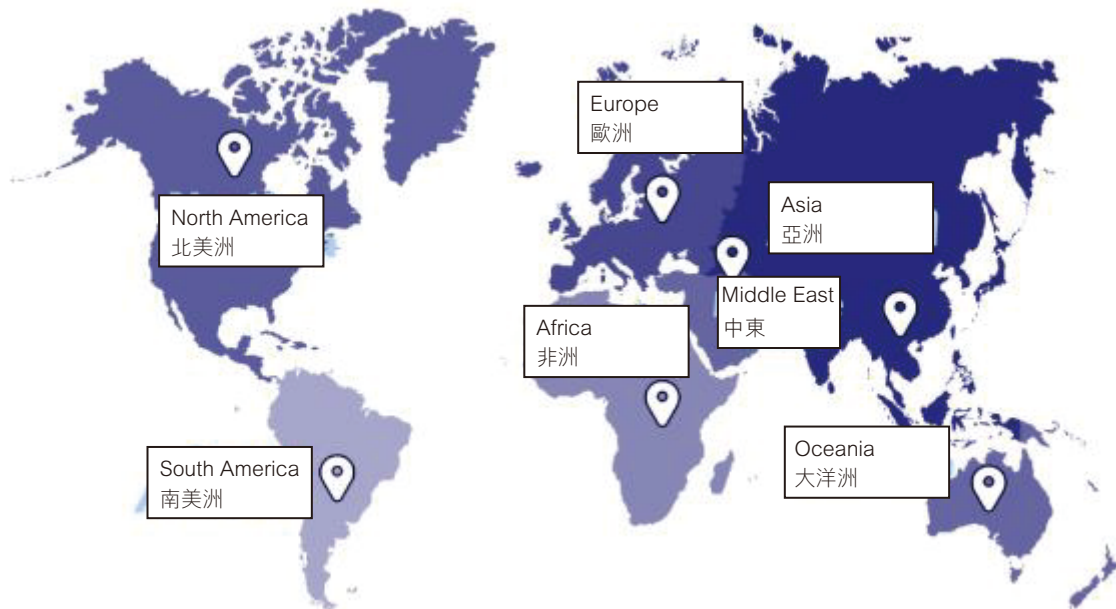 Europe
歐洲
North America
北美洲
Asia
亞洲
Middle East
中東
Africa
非洲
South America
南美洲
Oceania
大洋洲